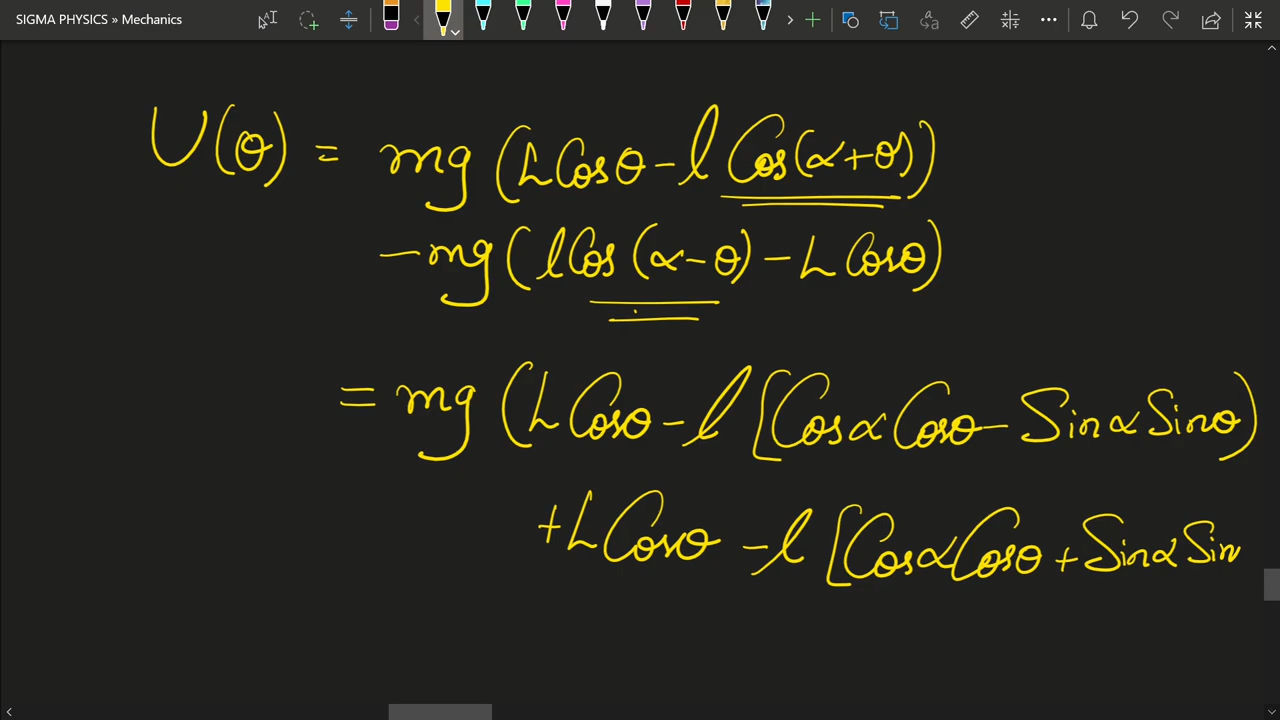 SIGMA PHYSICS » Mechanics
U(θ) = mg (L Cosθ - l Cos(α+θ))
-mg (l Cos (α-θ) - L Cosθ)
= mg (L Cosθ - l [Cosα Cosθ - Sinα Sinθ)
+L Cosθ - l [Cosα Cosθ + Sinα Sin